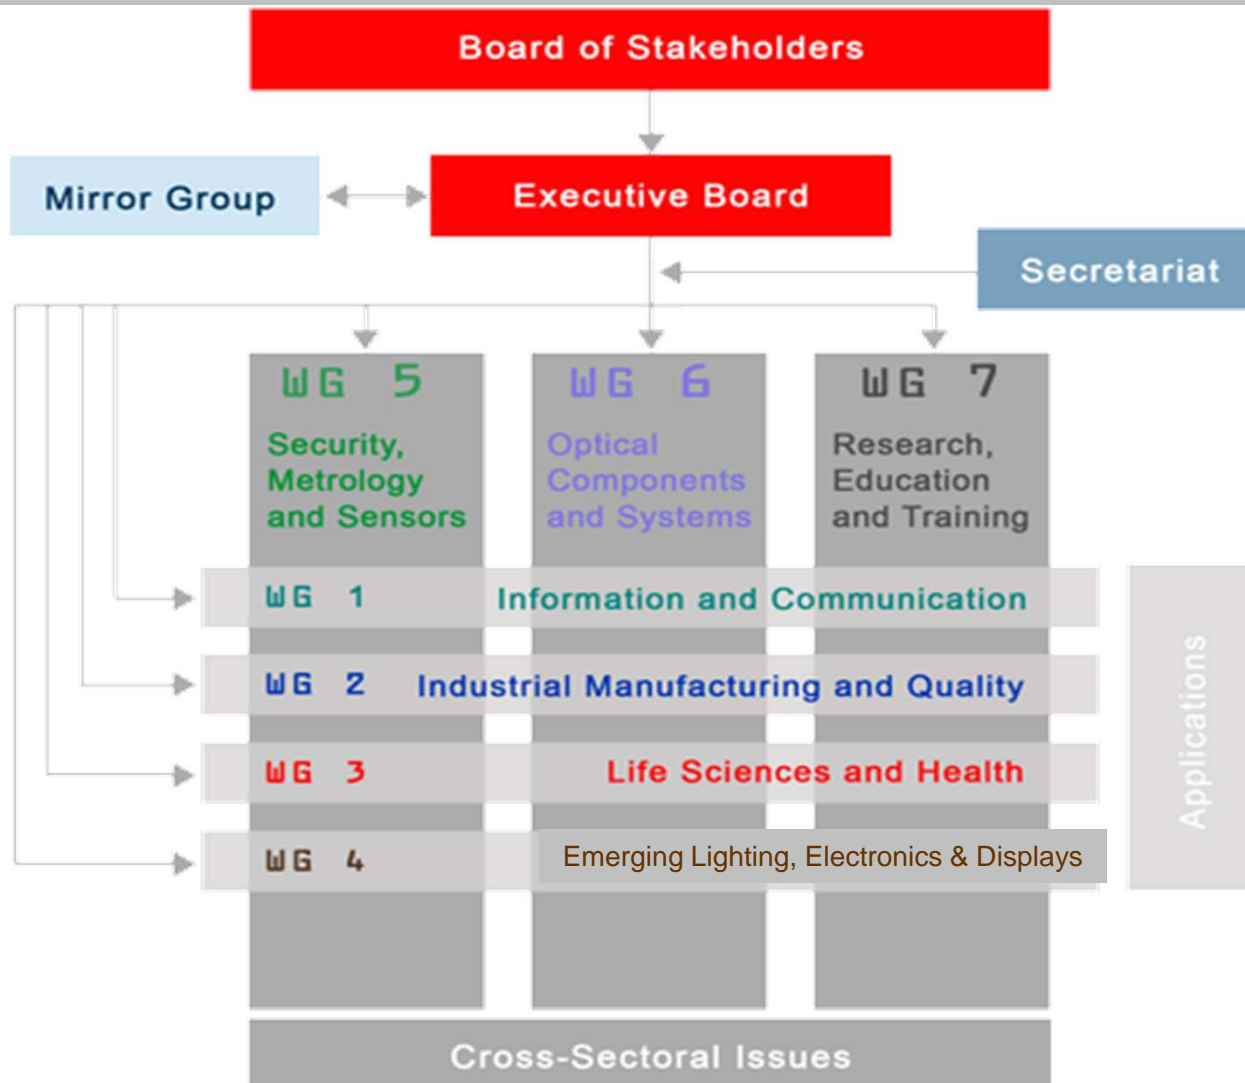 Board of Stakeholders
Mirror Group
Executive Board
Secretariat
WG 5
Security,
Metrology
and Sensors
WG 6
Optical
Components
and Systems
WG 7
Research,
Education
and Training
WG 1 Information and Communication
WG 2 Industrial Manufacturing and Quality
WG 3 Life Sciences and Health
WG 4 Emerging Lighting, Electronics & Displays
Applications
Cross-Sectoral Issues